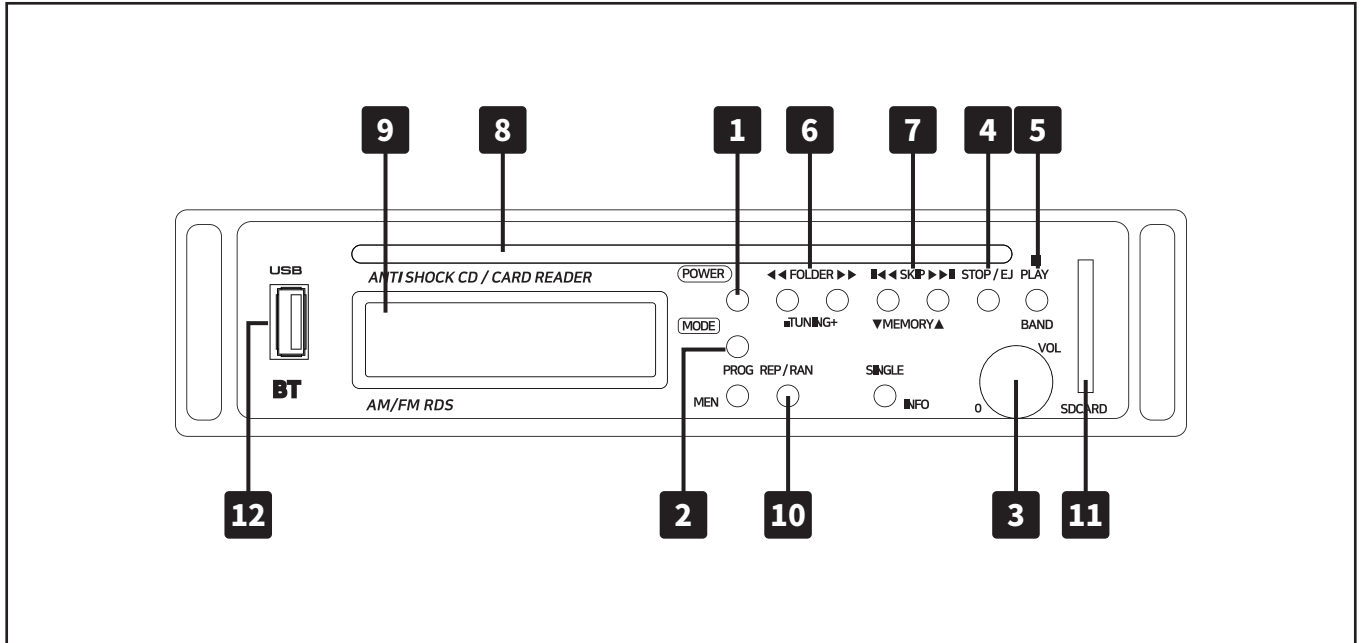 9 8 1 6 7 4 5
USB
ANTI SHOCK CD / CARD READER
POWER
◄◄ FOLDER ►►
◄◄ SKIP ►►
STOP / EJ
PLAY
TUNING+
▼MEMORY▲
BAND
MODE
VOL
PROG
REP / RAN
SINGLE
BT
MEN
INFO
0
SDCARD
AM/FM RDS
12 2 10 3 11